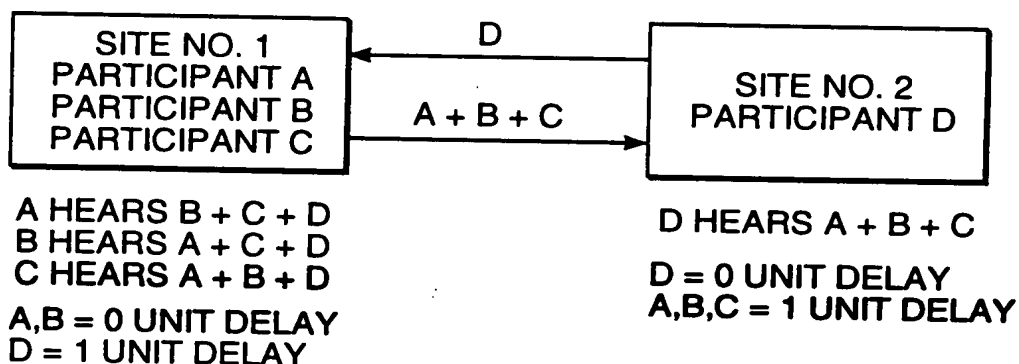 SITE NO. 1
PARTICIPANT A
PARTICIPANT B
PARTICIPANT C
D
A + B + C
SITE NO. 2
PARTICIPANT D
A HEARS B + C + D
B HEARS A + C + D
C HEARS A + B + D
A,B = 0 UNIT DELAY
D = 1 UNIT DELAY
D HEARS A + B + C
D = 0 UNIT DELAY
A,B,C = 1 UNIT DELAY